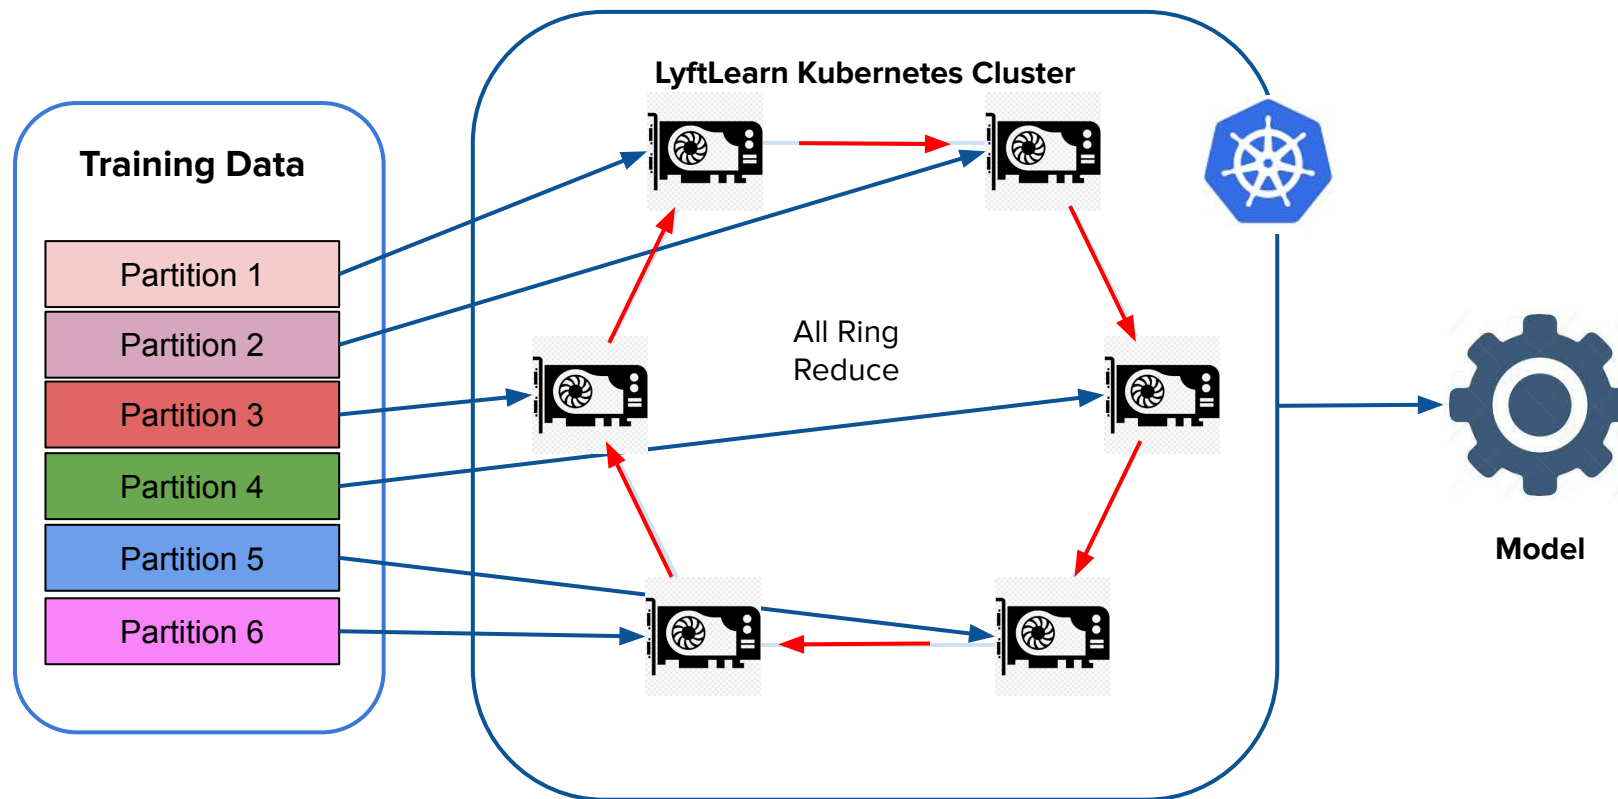 LyftLearn Kubernetes Cluster
Training Data
Partition 1
Partition 2
Partition 3
Partition 4
Partition 5
Partition 6
All Ring
Reduce
Model